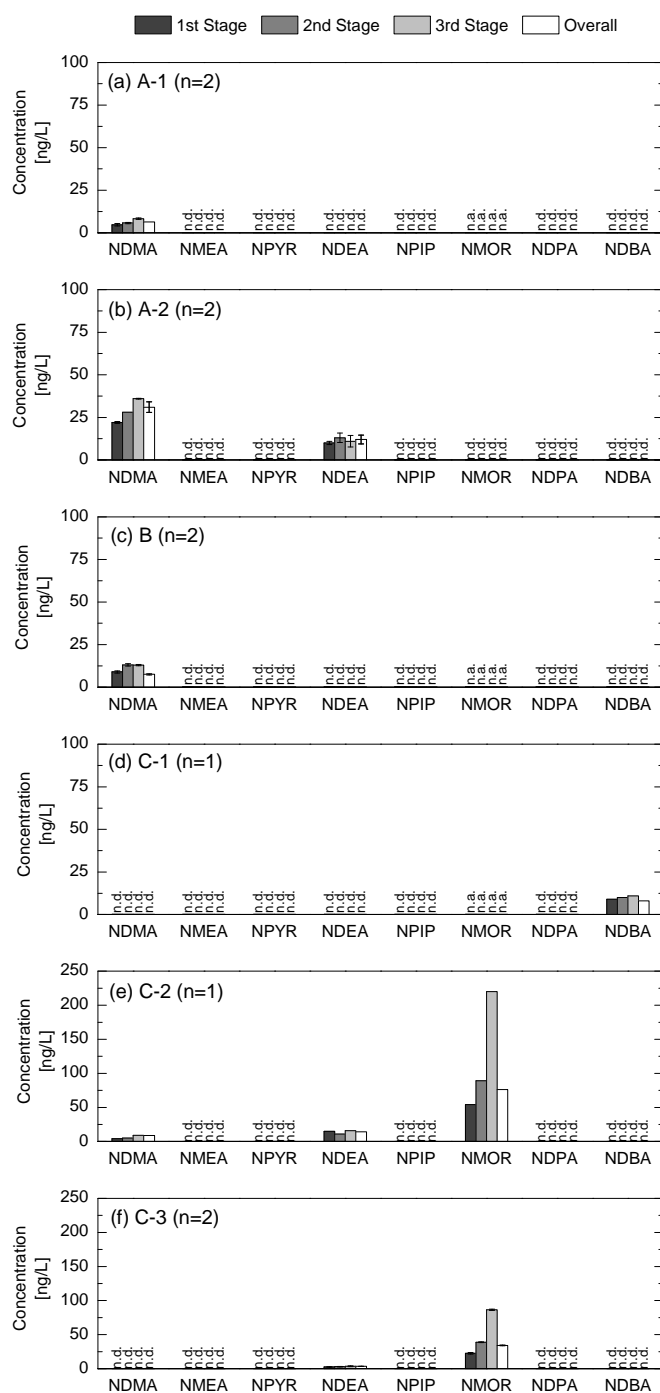 1st Stage 2nd Stage 3rd Stage Overall
Concentration
[ng/L]
(a) A-1 (n=2)
100
75
50
25
0
n.d. n.d. n.d. n.d. n.d. n.d. n.d. n.d. n.d. n.d. n.d. n.d. n.d. n.d. n.d. n.d. n.a. n.a. n.a. n.a. n.d. n.d. n.d. n.d. n.d. n.d. n.d. n.d.
NDMA NMEA NPYR NDEA NPIP NMOR NDPA NDBA
Concentration
[ng/L]
(b) A-2 (n=2)
100
75
50
25
0
n.d. n.d. n.d. n.d. n.d. n.d. n.d. n.d. n.d. n.d. n.d. n.d. n.d. n.d. n.d. n.d. n.d. n.d. n.d. n.d. n.d. n.d. n.d. n.d.
NDMA NMEA NPYR NDEA NPIP NMOR NDPA NDBA
Concentration
[ng/L]
(c) B (n=2)
100
75
50
25
0
n.d. n.d. n.d. n.d. n.d. n.d. n.d. n.d. n.d. n.d. n.d. n.d. n.d. n.d. n.d. n.d. n.a. n.a. n.a. n.a. n.d. n.d. n.d. n.d. n.d. n.d. n.d. n.d.
NDMA NMEA NPYR NDEA NPIP NMOR NDPA NDBA
Concentration
[ng/L]
(d) C-1 (n=1)
100
75
50
25
0
n.d. n.d. n.d. n.d. n.d. n.d. n.d. n.d. n.d. n.d. n.d. n.d. n.d. n.d. n.d. n.d. n.d. n.d. n.d. n.d. n.a. n.a. n.a. n.a. n.d. n.d. n.d. n.d.
NDMA NMEA NPYR NDEA NPIP NMOR NDPA NDBA
Concentration
[ng/L]
(e) C-2 (n=1)
250
200
150
100
50
0
n.d. n.d. n.d. n.d. n.d. n.d. n.d. n.d. n.d. n.d. n.d. n.d. n.d. n.d. n.d. n.d. n.d. n.d. n.d. n.d.
NDMA NMEA NPYR NDEA NPIP NMOR NDPA NDBA
Concentration
[ng/L]
(f) C-3 (n=2)
250
200
150
100
50
0
n.d. n.d. n.d. n.d. n.d. n.d. n.d. n.d. n.d. n.d. n.d. n.d. n.d. n.d. n.d. n.d. n.d. n.d. n.d. n.d. n.d. n.d. n.d. n.d.
NDMA NMEA NPYR NDEA NPIP NMOR NDPA NDBA